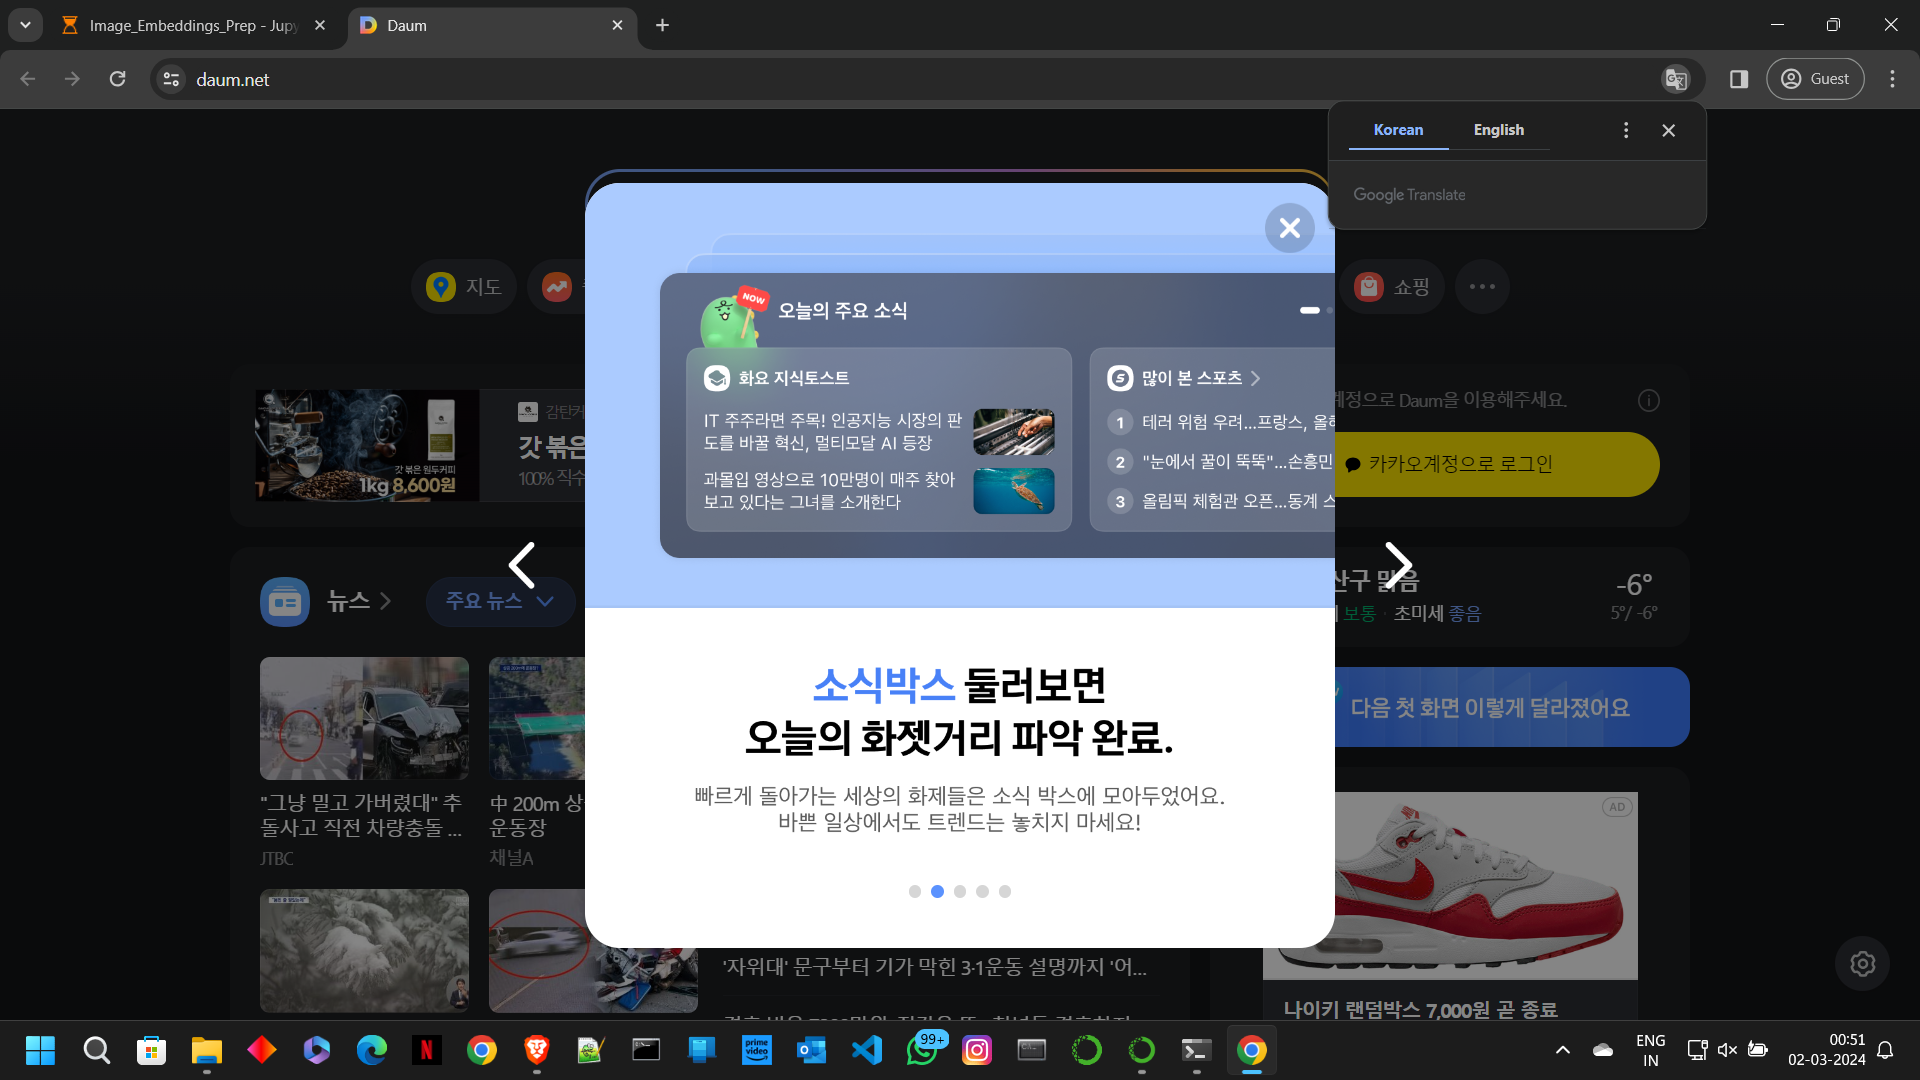 Image_Embeddings_Prep - Jupy
Daum
daum.net
Guest
Korean
English
Google Translate
지도
쇼핑
NOW
오늘의 주요 소식
화요 지식토스트
IT 주주라면 주목! 인공지능 시장의 판
도를 바꿀 혁신, 멀티모달 AI 등장
과몰입 영상으로 10만명이 매주 찾아
보고 있다는 그녀를 소개한다
많이 본 스포츠
1 테러 위험 우려...프랑스, 올해
2 "눈에서 꿀이 뚝뚝"...손흥민
3 올림픽 체험관 오픈...동계 스
감탄커
갓 볶은
100% 직수
갓 볶은 원두커피
1kg 8,600원
계정으로 Daum을 이용해주세요.
카카오계정으로 로그인
뉴스
주요 뉴스
산구 맑음
-6°
보통 · 초미세 좋음
5°/ -6°
소식박스 둘러보면
오늘의 화젯거리 파악 완료.
빠르게 돌아가는 세상의 화제들은 소식 박스에 모아두었어요.
바쁜 일상에서도 트렌드는 놓치지 마세요!
다음 첫 화면 이렇게 달라졌어요
"그냥 밀고 가버렸대" 추
돌사고 직전 차량충돌 ...
JTBC
中 200m 상
운동장
채널A
AD
'자위대' 문구부터 기가 막힌 3·1운동 설명까지 '어...
나이키 랜덤박스 7,000원 곧 종료
prime
video
99+
ENG
IN
00:51
02-03-2024